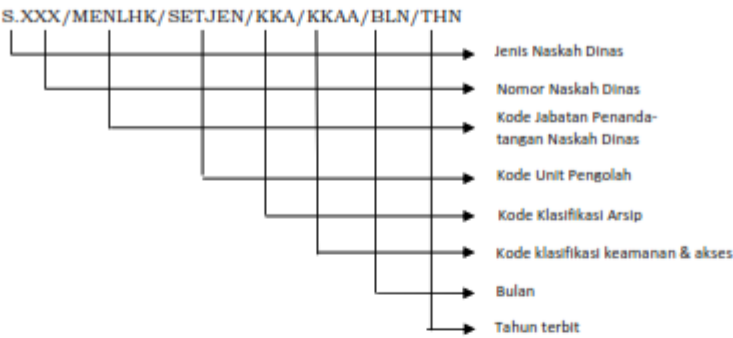 S.XXX/MENLHK/SETJEN/KKA/KKAA/BLN/THN
Jenis Naskah Dinas
Nomor Naskah Dinas
Kode Jabatan Penanda-
tangan Naskah Dinas
Kode Unit Pengolah
Kode Klasifikasi Arsip
Kode klasifikasi keamanan & akses
Bulan
Tahun terbit